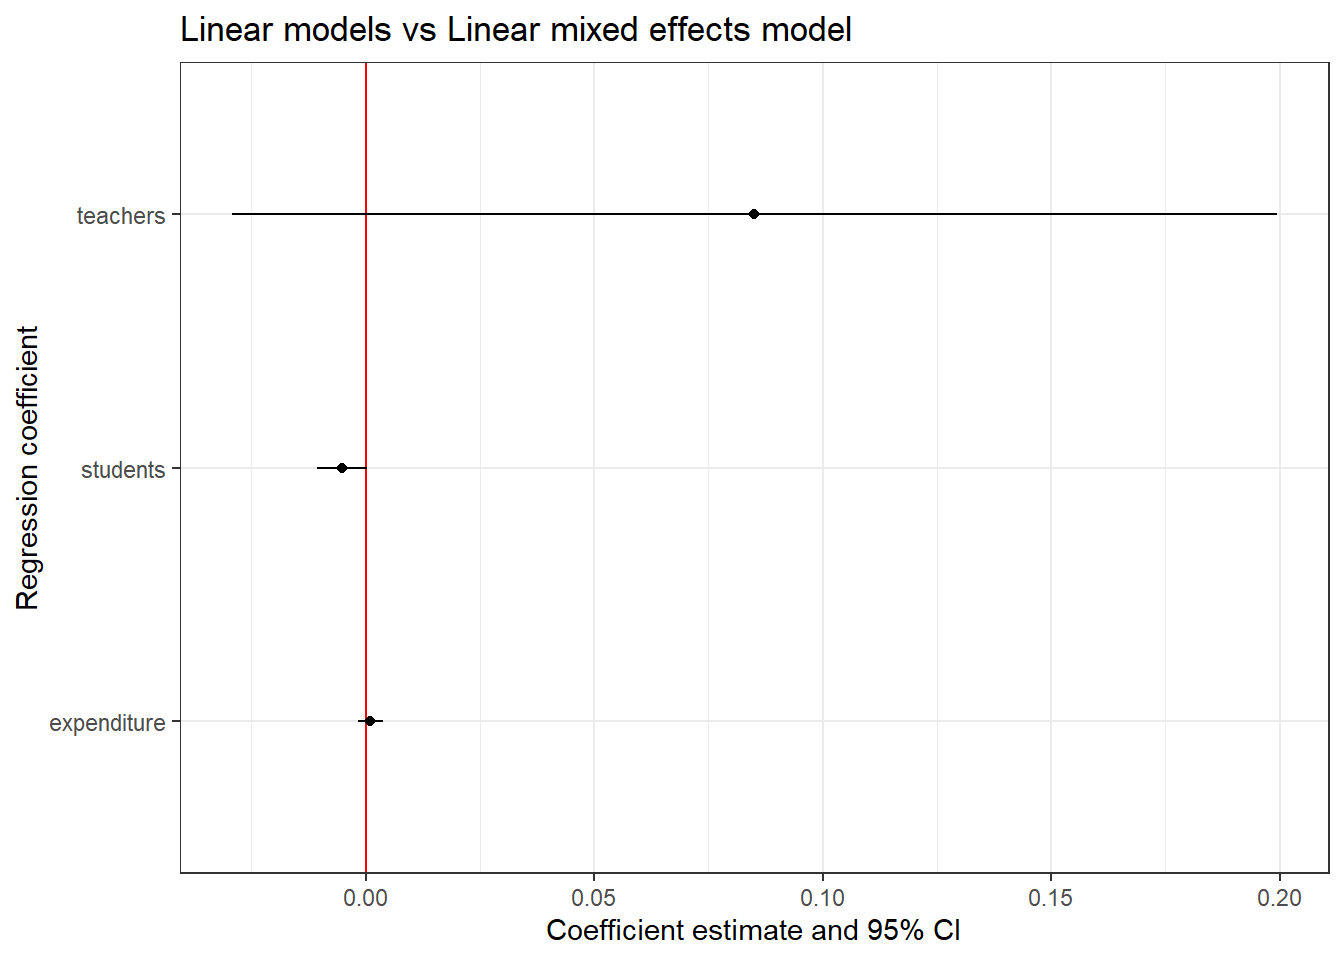 Linear models vs Linear mixed effects model
Regression coefficient
teachers
students
expenditure
0.00
0.05
0.10
0.15
0.20
Coefficient estimate and 95% CI